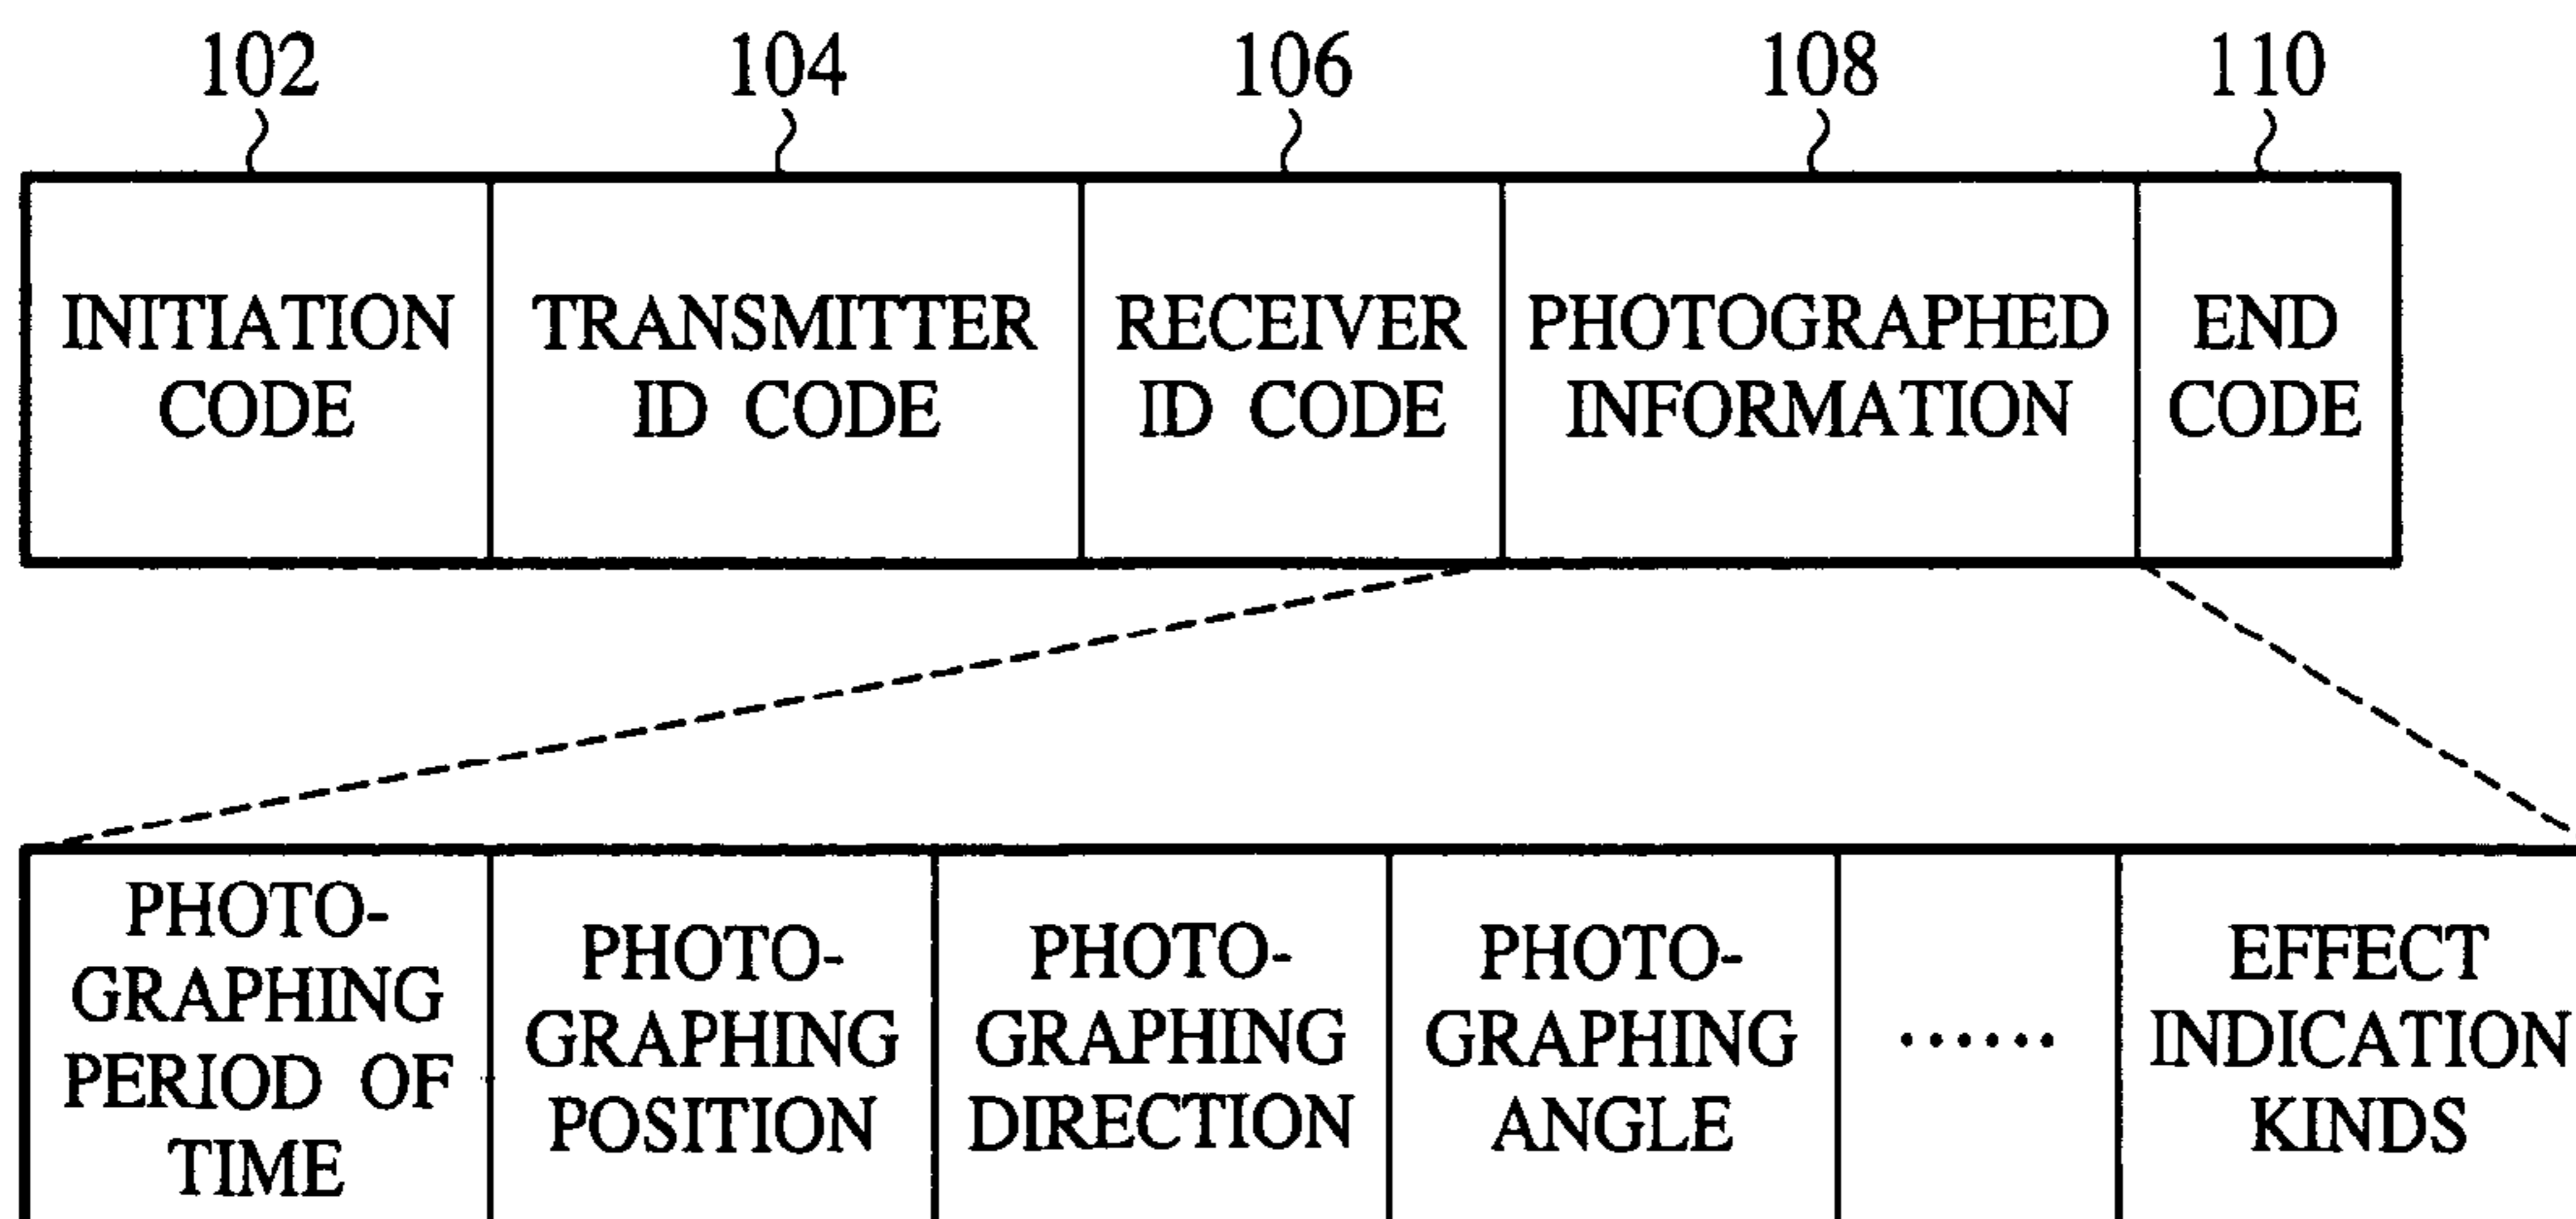 102 104 106 108 110
INITIATION CODE
TRANSMITTER ID CODE
RECEIVER ID CODE
PHOTOGRAPHED INFORMATION
END CODE
PHOTO-
GRAPHING
PERIOD OF
TIME
PHOTO-
GRAPHING
POSITION
PHOTO-
GRAPHING
DIRECTION
PHOTO-
GRAPHING
ANGLE
......
EFFECT
INDICATION
KINDS